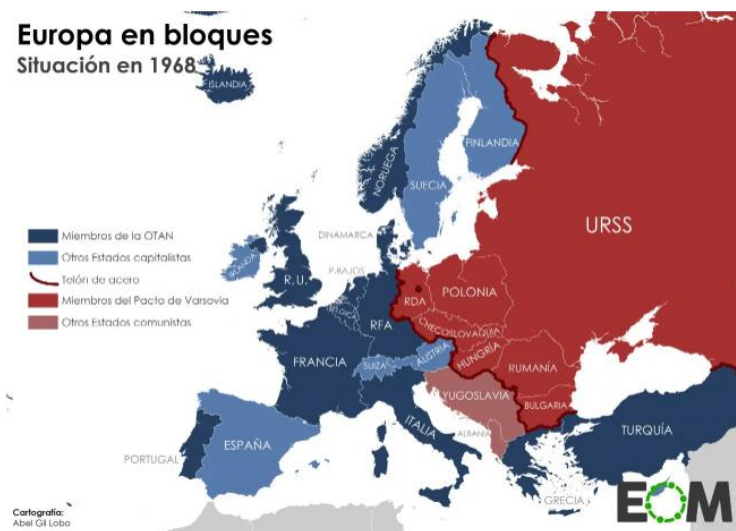 Europa en bloques
Situación en 1968
ISLANDIA
NORUEGA
SUECIA
FINLANDIA
URSS
DINAMARCA
IRLANDA
R.U.
P.BAJOS
BÉLGICA
RFA
RDA
POLONIA
CHECOSLOVAQUIA
FRANCIA
SUIZA
AUSTRIA
HUNGRÍA
RUMANÍA
YUGOSLAVIA
BULGARIA
ITALIA
ALBANIA
PORTUGAL
ESPAÑA
GRECIA
TURQUÍA
Miembros de la OTAN
Otros Estados capitalistas
Telón de acero
Miembros del Pacto de Varsovia
Otros Estados comunistas
Cartografía:
Abel Gil Lobo
EOM